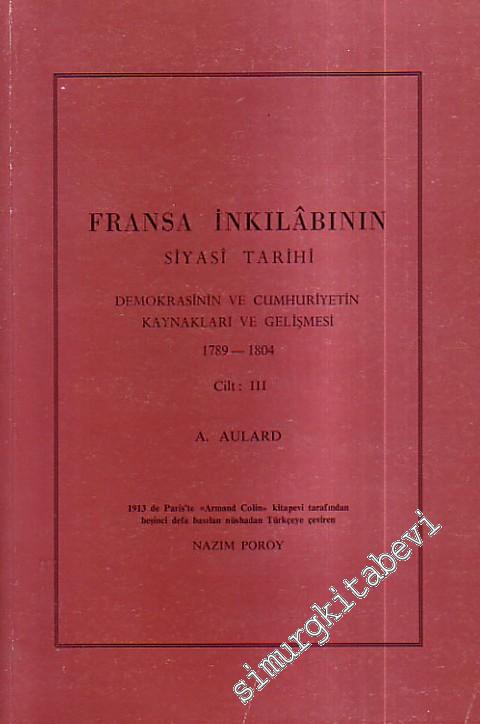 FRANSA İNKILÂBININ
SİYASÎ TARİHİ
DEMOKRASİNİN VE CUMHURİYETİN
KAYNAKLARI VE GELİŞMESİ
1789 — 1804
Cilt : III
A. AULARD
1913 de Paris'te «Armand Colin» kitapevi tarafından
beşinci defa basılan nüshadan Türkçeye çeviren
NAZIM POROY
simurgkitabevi